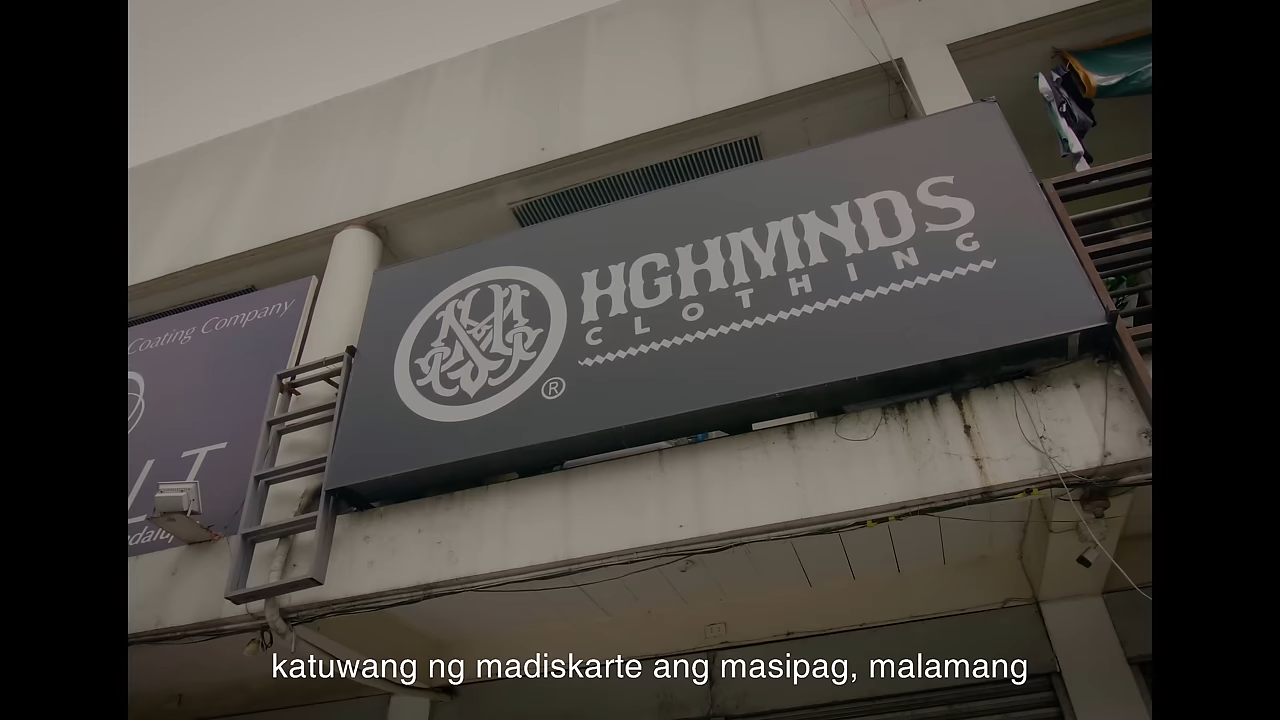 Coating Company
HGHMNDS
CLOTHING
®
katuwang ng madiskarte ang masipag, malamang